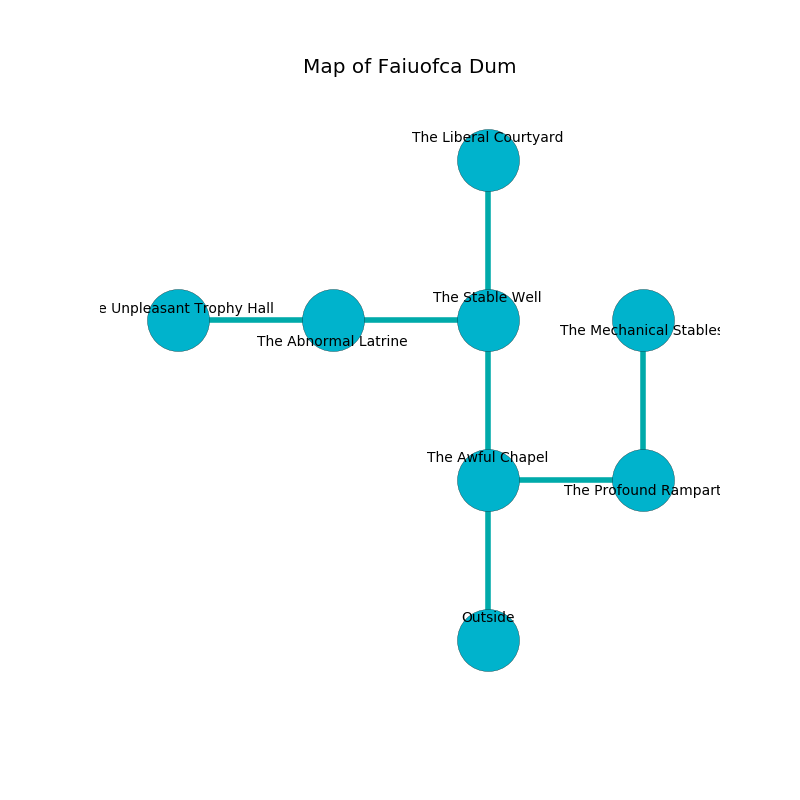 Map of Faiuofca Dum
The Liberal Courtyard
The Stable Well
e Unpleasant Trophy Hall
The Mechanical Stables
The Abnormal Latrine
The Awful Chapel
The Profound Rampart
Outside